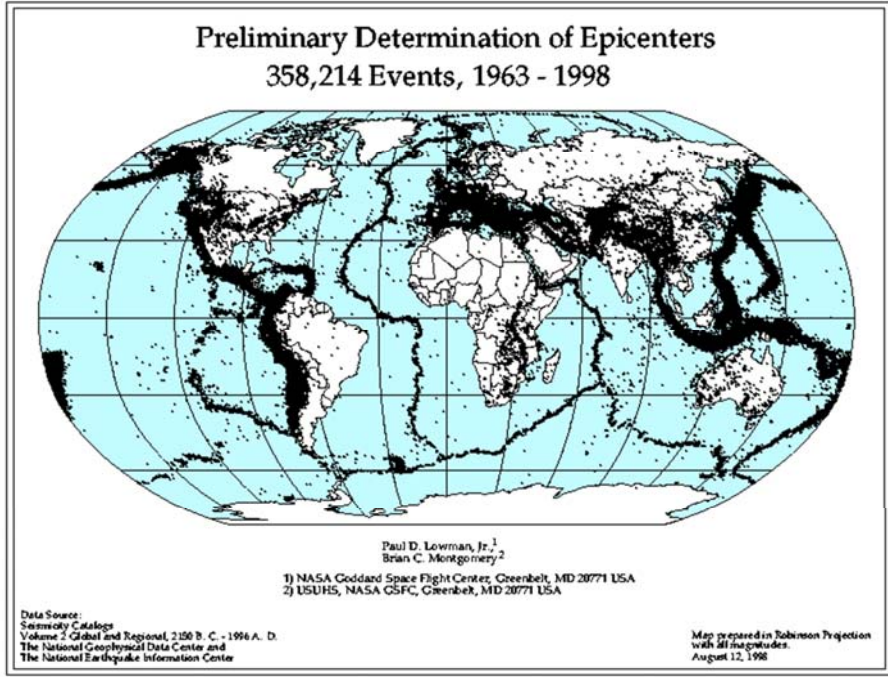 Preliminary Determination of Epicenters
358,214 Events, 1963 - 1998
Paul D. Lowman, Jr.,1
Brian C. Montgomery2
1) NASA Goddard Space Flight Center, Greenbelt, MD 20771 USA
2) USUHS, NASA GSFC, Greenbelt, MD 20771 USA
Data Source:
Seismicity Catalogs
Volume 2 Global and Regional, 2150 B. C. - 1996 A. D.
The National Geophysical Data Center and
The National Earthquake Information Center
Map prepared in Robinson Projection
with all magnitudes.
August 12, 1998